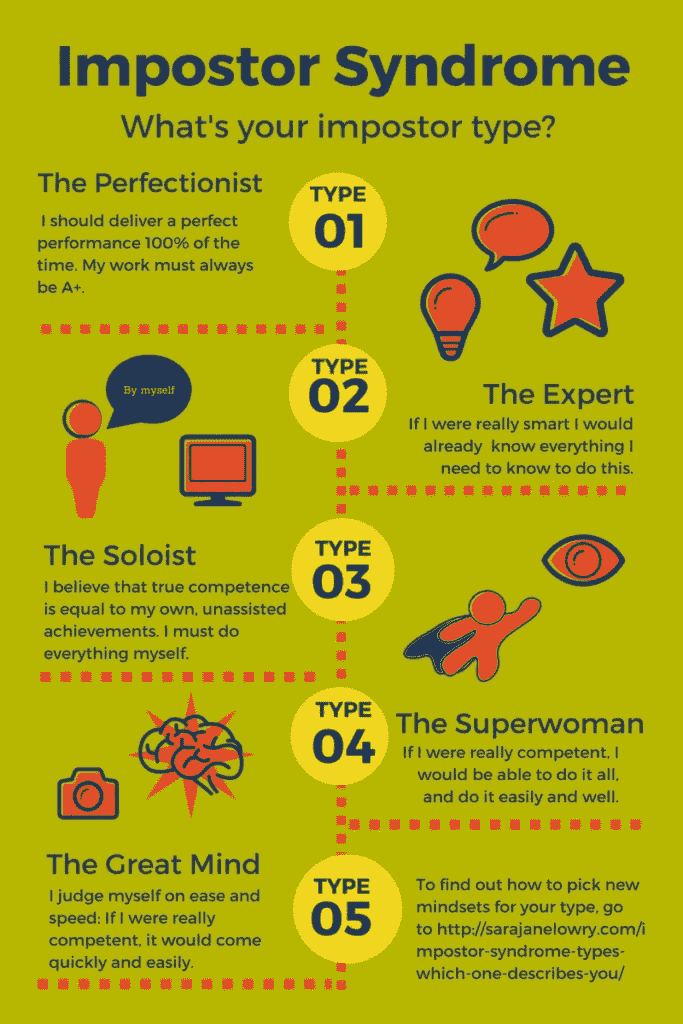 Impostor Syndrome
What's your impostor type?
The Perfectionist
I should deliver a perfect
performance 100% of the
time. My work must always
be A+.
TYPE
01
TYPE
02
The Expert
If I were really smart I would
already know everything I
need to know to do this.
By myself
The Soloist
I believe that true competence
is equal to my own, unassisted
achievements. I must do
everything myself.
TYPE
03
TYPE
04
The Superwoman
If I were really competent, I
would be able to do it all,
and do it easily and well.
The Great Mind
I judge myself on ease and
speed: If I were really
competent, it would come
quickly and easily.
TYPE
05
To find out how to pick new
mindsets for your type, go
to http://sarajanelowry.com/i
mpostor-syndrome-types-
which-one-describes-you/